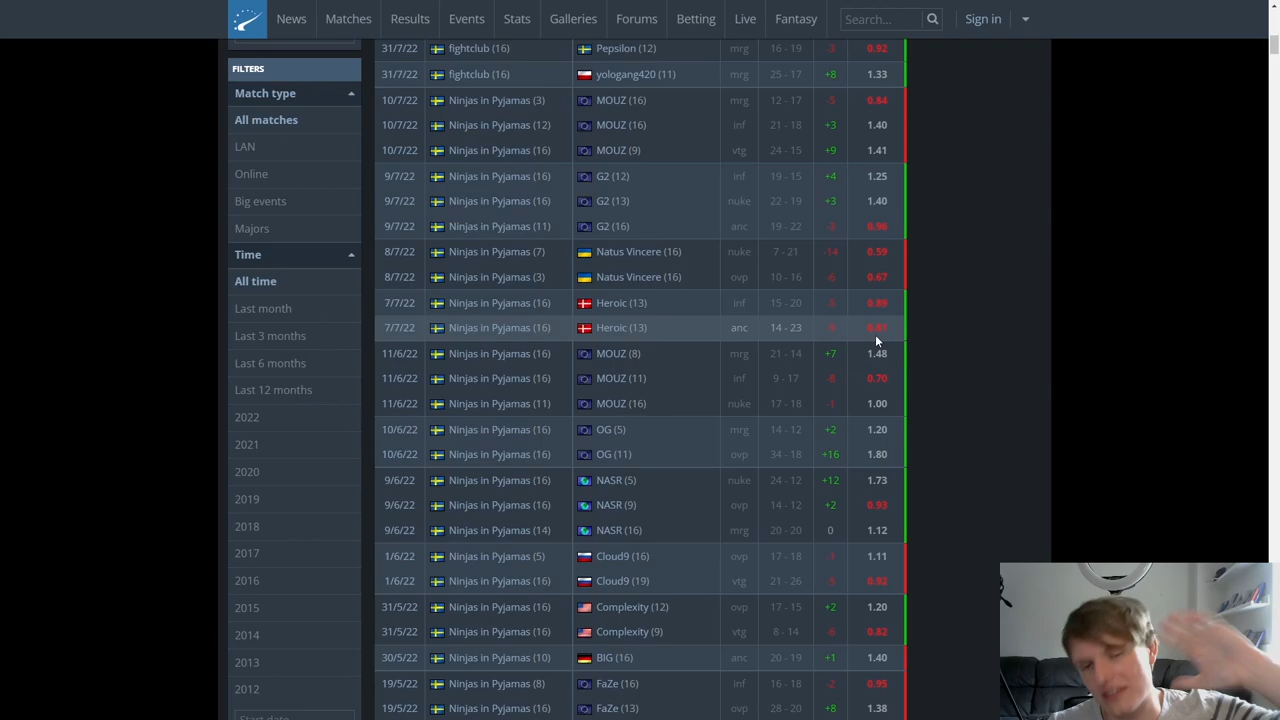 News Matches Results Events Stats Galleries Forums Betting Live Fantasy Search... Sign in
FILTERS
Match type
All matches
LAN
Online
Big events
Majors
Time
All time
Last month
Last 3 months
Last 6 months
Last 12 months
2022
2021
2020
2019
2018
2017
2016
2015
2014
2013
2012
Start date
31/7/22 fightclub (16) Pepsilon (12) mrg 16 - 19 -3 0.92
31/7/22 fightclub (16) yologang420 (11) mrg 25 - 17 +8 1.33
10/7/22 Ninjas in Pyjamas (3) MOUZ (16) mrg 12 - 17 -5 0.64
10/7/22 Ninjas in Pyjamas (12) MOUZ (16) inf 21 - 18 +3 1.40
10/7/22 Ninjas in Pyjamas (16) MOUZ (9) vtg 24 - 15 +9 1.41
9/7/22 Ninjas in Pyjamas (16) G2 (12) inf 19 - 15 +4 1.25
9/7/22 Ninjas in Pyjamas (16) G2 (13) nuke 22 - 19 +3 1.40
9/7/22 Ninjas in Pyjamas (11) G2 (16) anc 19 - 22 -3 0.96
8/7/22 Ninjas in Pyjamas (7) Natus Vincere (16) nuke 7 - 21 -14 0.59
8/7/22 Ninjas in Pyjamas (3) Natus Vincere (16) ovp 10 - 16 -6 0.67
7/7/22 Ninjas in Pyjamas (16) Heroic (13) inf 15 - 20 -5 0.89
7/7/22 Ninjas in Pyjamas (16) Heroic (13) anc 14 - 23
11/6/22 Ninjas in Pyjamas (16) MOUZ (8) mrg 21 - 14 +7 1.48
11/6/22 Ninjas in Pyjamas (16) MOUZ (11) inf 9 - 17 -8 0.70
11/6/22 Ninjas in Pyjamas (11) MOUZ (16) nuke 17 - 18 -1 1.00
10/6/22 Ninjas in Pyjamas (16) OG (5) mrg 14 - 12 +2 1.20
10/6/22 Ninjas in Pyjamas (16) OG (11) ovp 34 - 18 +16 1.80
9/6/22 Ninjas in Pyjamas (16) NASR (5) nuke 24 - 12 +12 1.73
9/6/22 Ninjas in Pyjamas (16) NASR (9) ovp 14 - 12 +2 0.93
9/6/22 Ninjas in Pyjamas (14) NASR (16) mrg 20 - 20 0 1.12
1/6/22 Ninjas in Pyjamas (5) Cloud9 (16) ovp 17 - 18 -1 1.11
1/6/22 Ninjas in Pyjamas (16) Cloud9 (19) vtg 21 - 26 -5 0.92
31/5/22 Ninjas in Pyjamas (16) Complexity (12) ovp 17 - 15 +2 1.20
31/5/22 Ninjas in Pyjamas (16) Complexity (9) vtg 8 - 14 -6 0.82
30/5/22 Ninjas in Pyjamas (10) BIG (16) anc 20 - 19 +1 1.40
19/5/22 Ninjas in Pyjamas (8) FaZe (16) inf 16 - 18 -2 0.95
19/5/22 Ninjas in Pyjamas (16) FaZe (13) ovp 28 - 20 +8 1.38